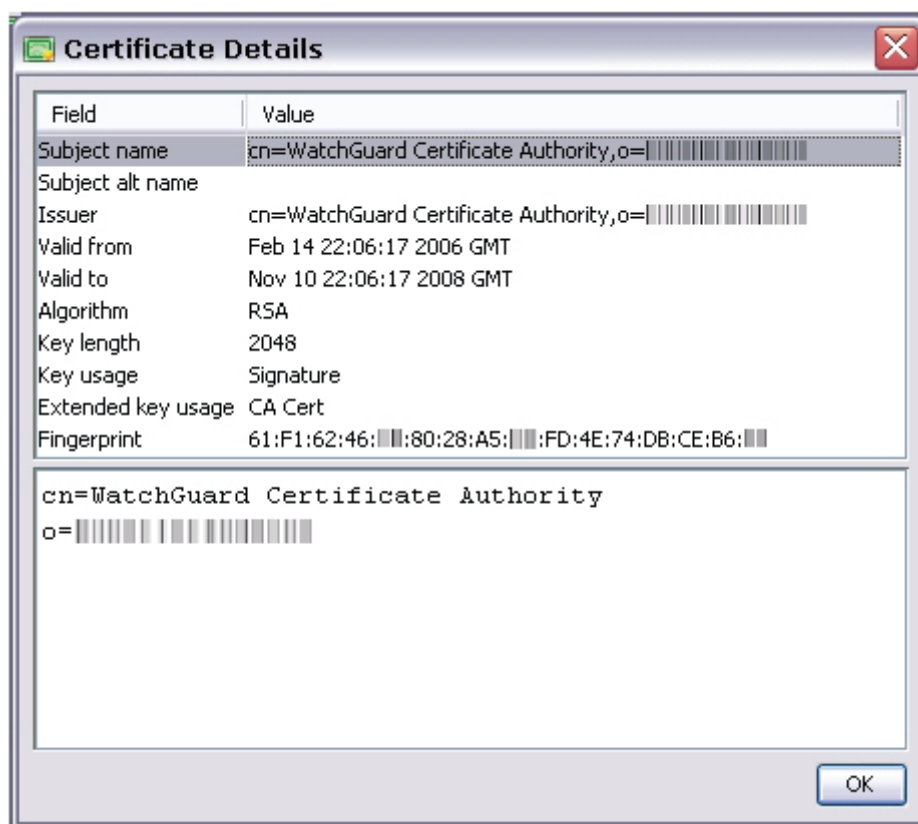 Certificate Details
Field Value
Subject name cn=WatchGuard Certificate Authority,o=
Subject alt name
Issuer cn=WatchGuard Certificate Authority,o=
Valid from Feb 14 22:06:17 2006 GMT
Valid to Nov 10 22:06:17 2008 GMT
Algorithm RSA
Key length 2048
Key usage Signature
Extended key usage CA Cert
Fingerprint 61:F1:62:46: :80:28:A5: :FD:4E:74:DB:CE:B6:
cn=WatchGuard Certificate Authority
o=
OK